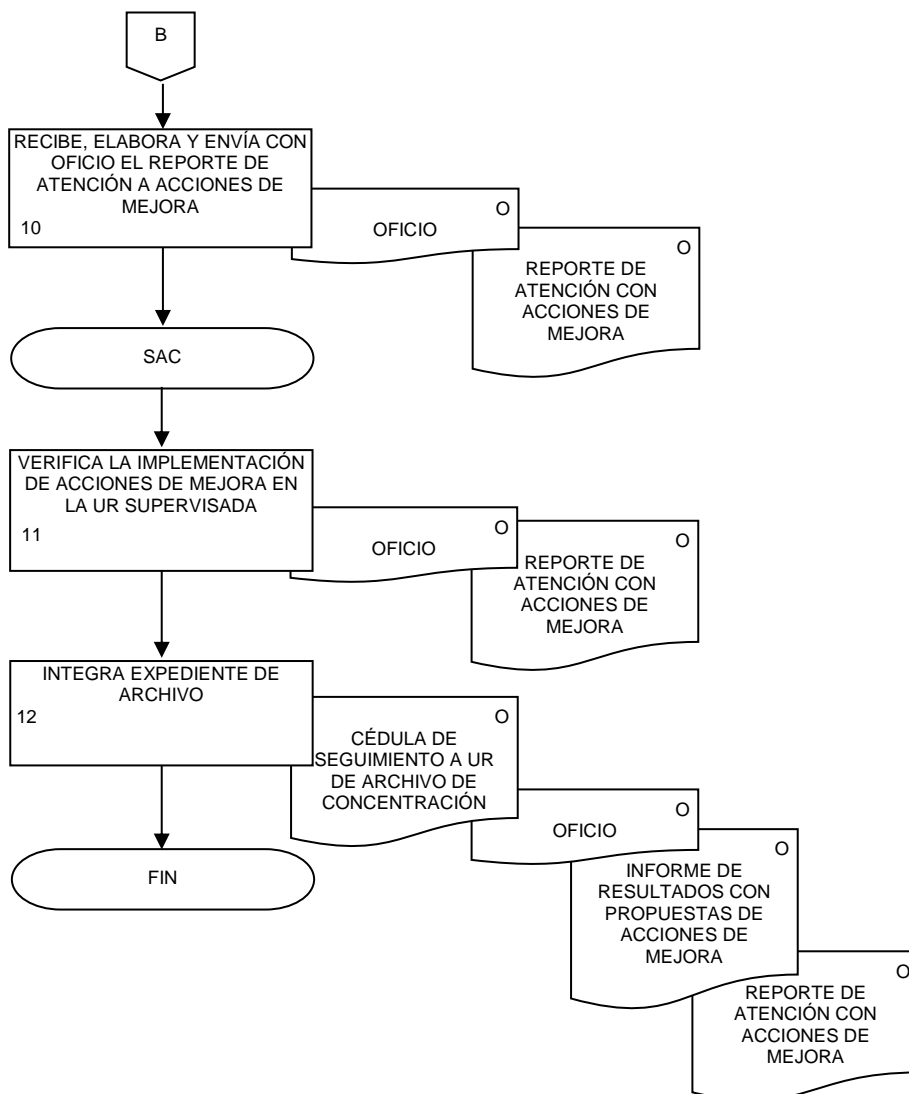 B
RECIBE, ELABORA Y ENVÍA CON
OFICIO EL REPORTE DE
ATENCIÓN A ACCIONES DE
MEJORA
10
O
OFICIO
O
REPORTE DE
ATENCIÓN CON
ACCIONES DE
MEJORA
SAC
VERIFICA LA IMPLEMENTACIÓN
DE ACCIONES DE MEJORA EN
LA UR SUPERVISADA
11
O
OFICIO
O
REPORTE DE
ATENCIÓN CON
ACCIONES DE
MEJORA
INTEGRA EXPEDIENTE DE
ARCHIVO
12
O
CÉDULA DE
SEGUIMIENTO A UR
DE ARCHIVO DE
CONCENTRACIÓN
O
OFICIO
O
INFORME DE
RESULTADOS CON
PROPUESTAS DE
ACCIONES DE
MEJORA
O
REPORTE DE
ATENCIÓN CON
ACCIONES DE
MEJORA
FIN